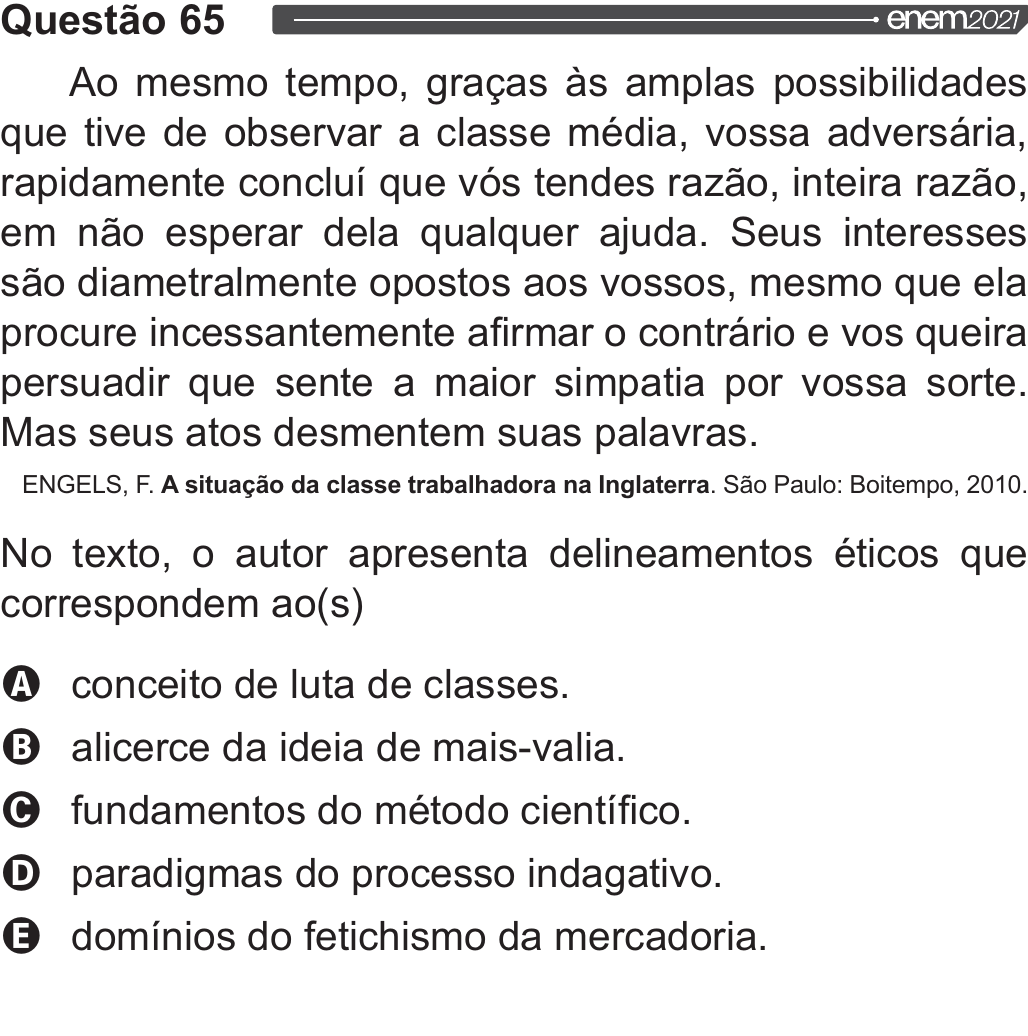 Questão 65
enem2021
Ao mesmo tempo, graças às amplas possibilidades
que tive de observar a classe média, vossa adversária,
rapidamente concluí que vós tendes razão, inteira razão,
em não esperar dela qualquer ajuda. Seus interesses
são diametralmente opostos aos vossos, mesmo que ela
procure incessantemente afirmar o contrário e vos queira
persuadir que sente a maior simpatia por vossa sorte.
Mas seus atos desmentem suas palavras.
ENGELS, F. A situação da classe trabalhadora na Inglaterra. São Paulo: Boitempo, 2010.
No texto, o autor apresenta delineamentos éticos que
correspondem ao(s)
A conceito de luta de classes.
B alicerce da ideia de mais-valia.
C fundamentos do método científico.
D paradigmas do processo indagativo.
E domínios do fetichismo da mercadoria.